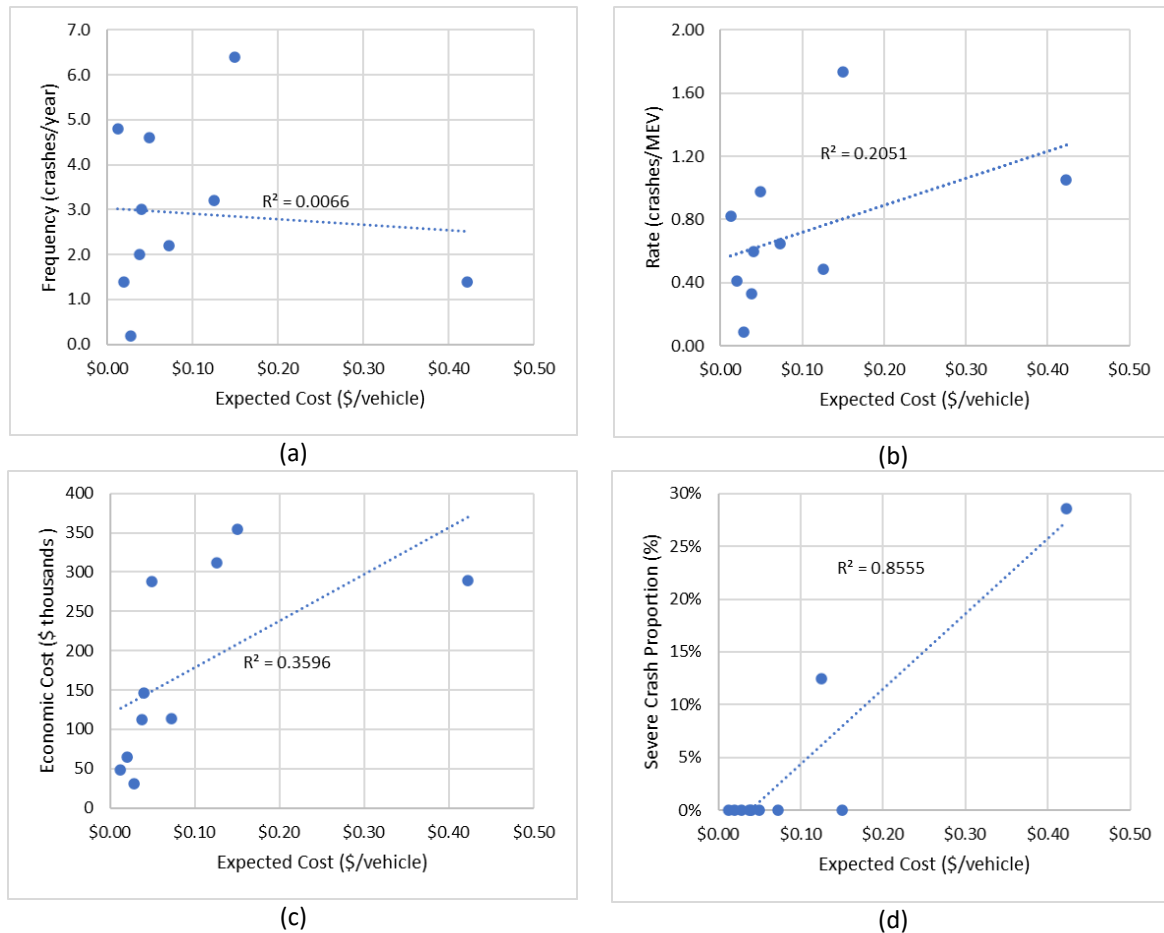 7.0
6.0
5.0
4.0
3.0
2.0
1.0
0.0
Frequency (crashes/year)
R² = 0.0066
$0.00 $0.10 $0.20 $0.30 $0.40 $0.50
Expected Cost ($/vehicle)
(a)
2.00
1.60
1.20
0.80
0.40
0.00
Rate (crashes/MEV)
R² = 0.2051
$0.00 $0.10 $0.20 $0.30 $0.40 $0.50
Expected Cost ($/vehicle)
(b)
400
350
300
250
200
150
100
50
0
Economic Cost ($ thousands )
R² = 0.3596
$0.00 $0.10 $0.20 $0.30 $0.40 $0.50
Expected Cost ($/vehicle)
(c)
30%
25%
20%
15%
10%
5%
0%
Severe Crash Proportion (%)
R² = 0.8555
$0.00 $0.10 $0.20 $0.30 $0.40 $0.50
Expected Cost ($/vehicle)
(d)